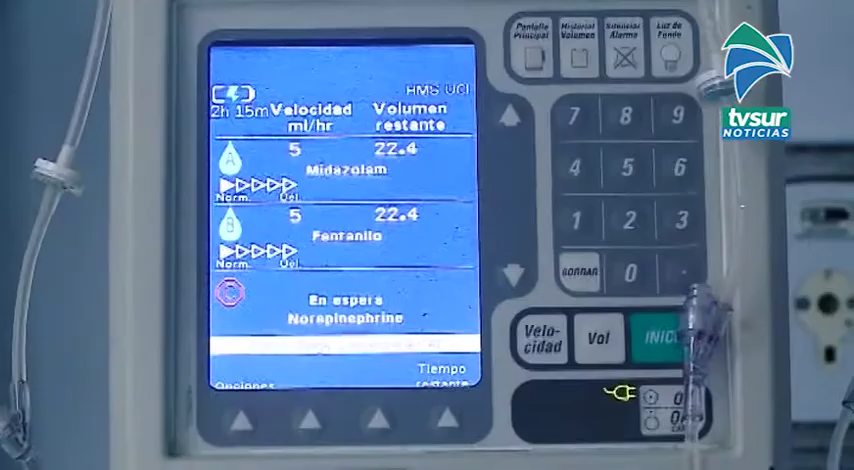 Pantalla Principal
Historial Volumen
Silenciar Alarma
Luz de Fondo
tvsur
NOTICIAS
HMS UCI
2h 15m
Velocidad ml/hr
Volumen restante
A
5
22.4
Midazolam
Norm.
B
5
22.4
Fentanilo
Norm.
C
En espera
Norepinephrine
Opciones
Tiempo restante
7 8 9
4 5 6
1 2 3
BORRAR 0 .
Velo-cidad
Vol